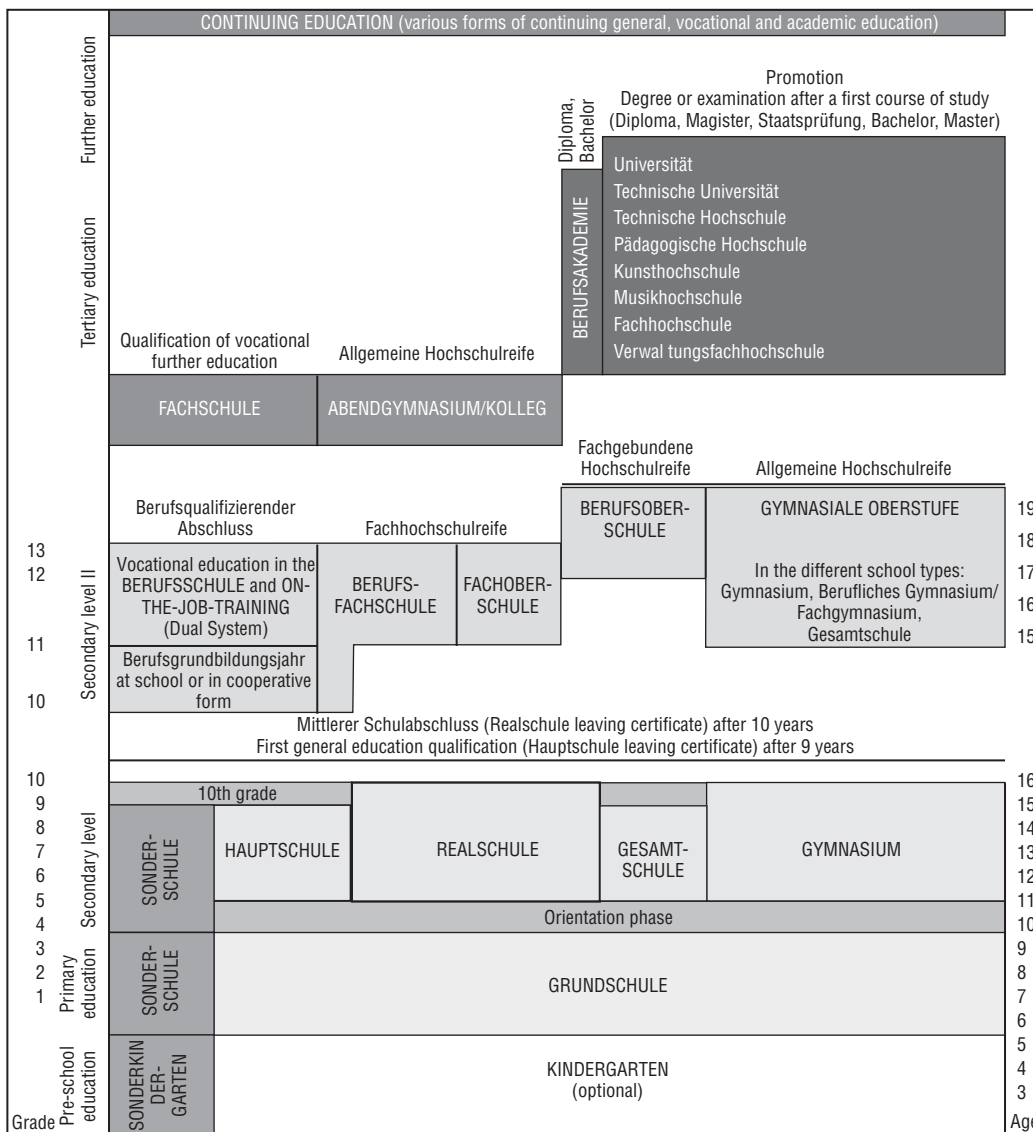 CONTINUING EDUCATION (various forms of continuing general, vocational and academic education)
Further education
Tertiary education
Promotion
Degree or examination after a first course of study
(Diploma, Magister, Staatsprüfung, Bachelor, Master)
Diploma,
Bachelor
BERUFSAKADEMIE
Universität
Technische Universität
Technische Hochschule
Pädagogische Hochschule
Kunsthochschule
Musikhochschule
Fachhochschule
Verwal tungsfachhochschule
Qualification of vocational
further education
Allgemeine Hochschulreife
FACHSCHULE
ABENDGYMNASIUM/KOLLEG
Fachgebundene
Hochschulreife
Allgemeine Hochschulreife
Secondary level II
13
12
11
10
Berufsqualifizierender
Abschluss
Fachhochschulreife
Vocational education in the
BERUFSSCHULE and ON-
THE-JOB-TRAINING
(Dual System)
Berufsgrundbildungsjahr
at school or in cooperative
form
BERUFS-
FACHSCHULE
FACHOBER-
SCHULE
BERUFSOBER-
SCHULE
GYMNASIALE OBERSTUFE
In the different school types:
Gymnasium, Berufliches Gymnasium/
Fachgymnasium,
Gesamtschule
19
18
17
16
15
Mittlerer Schulabschluss (Realschule leaving certificate) after 10 years
First general education qualification (Hauptschule leaving certificate) after 9 years
10
9
8
7
6
5
4
3
2
1
Grade
Secondary level
Primary
education
Pre-school
education
10th grade
SONDER-
SCHULE
HAUPTSCHULE
REALSCHULE
GESAMT-
SCHULE
GYMNASIUM
Orientation phase
SONDER-
SCHULE
GRUNDSCHULE
SONDERKIN
DER-
GARTEN
KINDERGARTEN
(optional)
16
15
14
13
12
11
10
9
8
7
6
5
4
3
Age